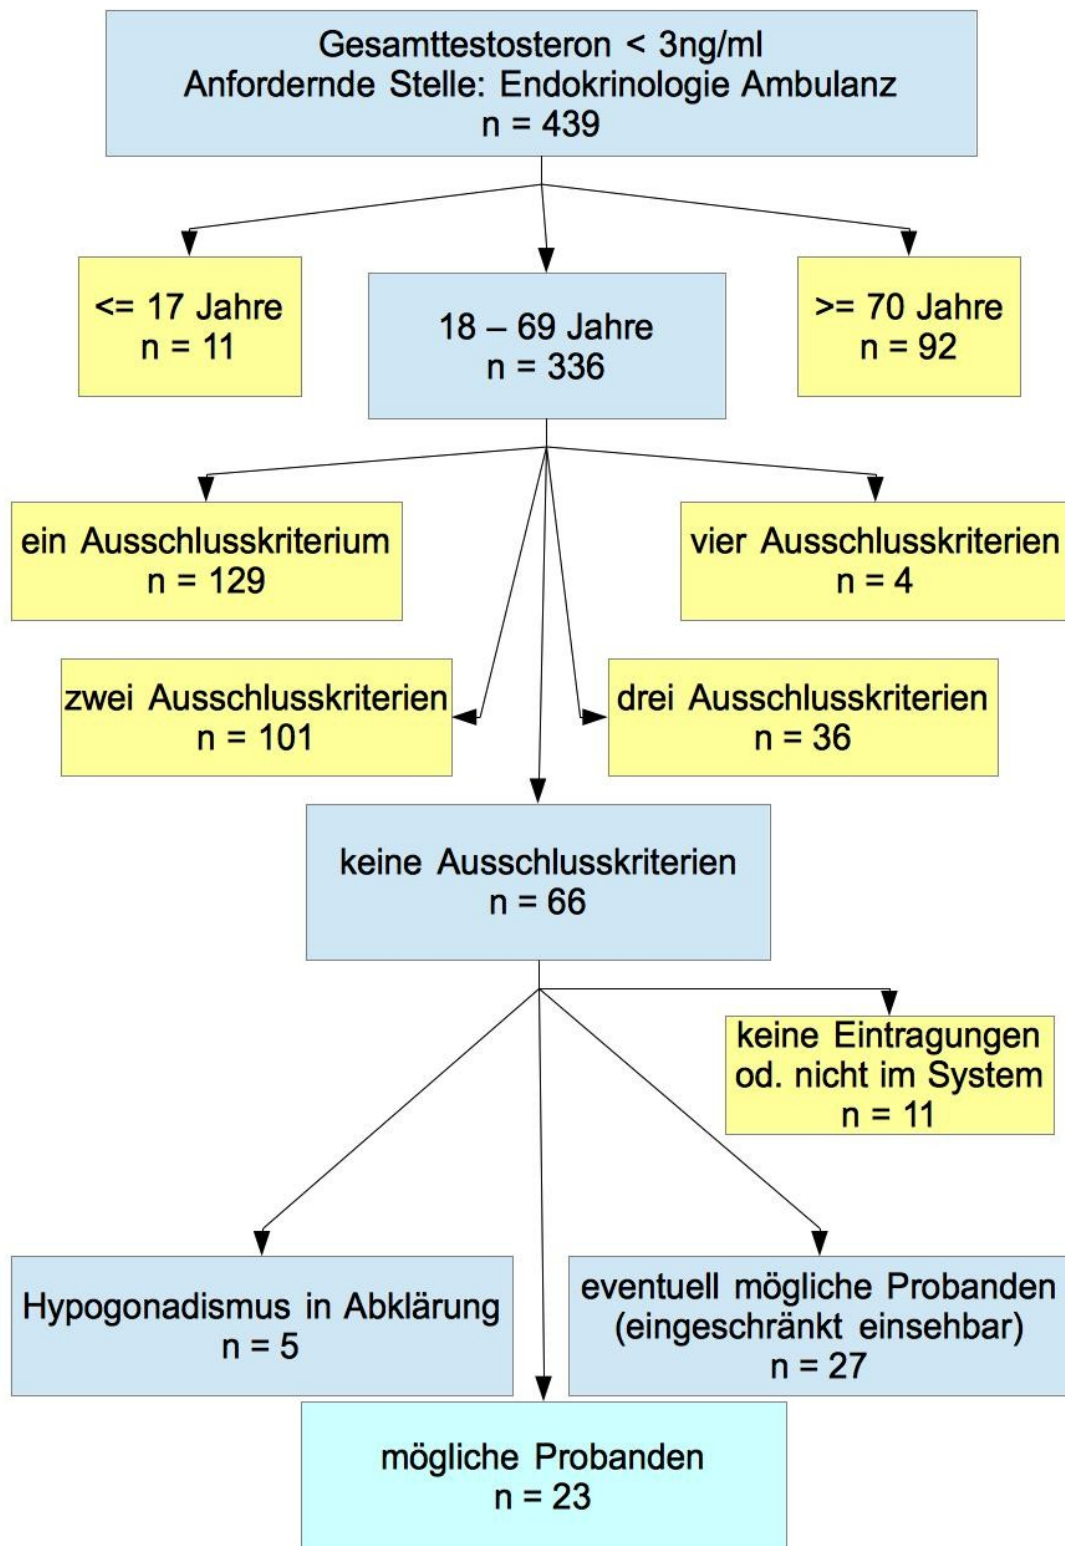 Gesamttestosteron < 3ng/ml
Anfordernde Stelle: Endokrinologie Ambulanz
n = 439
<= 17 Jahre
n = 11
18 – 69 Jahre
n = 336
>= 70 Jahre
n = 92
ein Ausschlusskriterium
n = 129
vier Ausschlusskriterien
n = 4
zwei Ausschlusskriterien
n = 101
drei Ausschlusskriterien
n = 36
keine Ausschlusskriterien
n = 66
keine Eintragungen
od. nicht im System
n = 11
Hypogonadismus in Abklärung
n = 5
eventuell mögliche Probanden
(eingeschränkt einsehbar)
n = 27
mögliche Probanden
n = 23